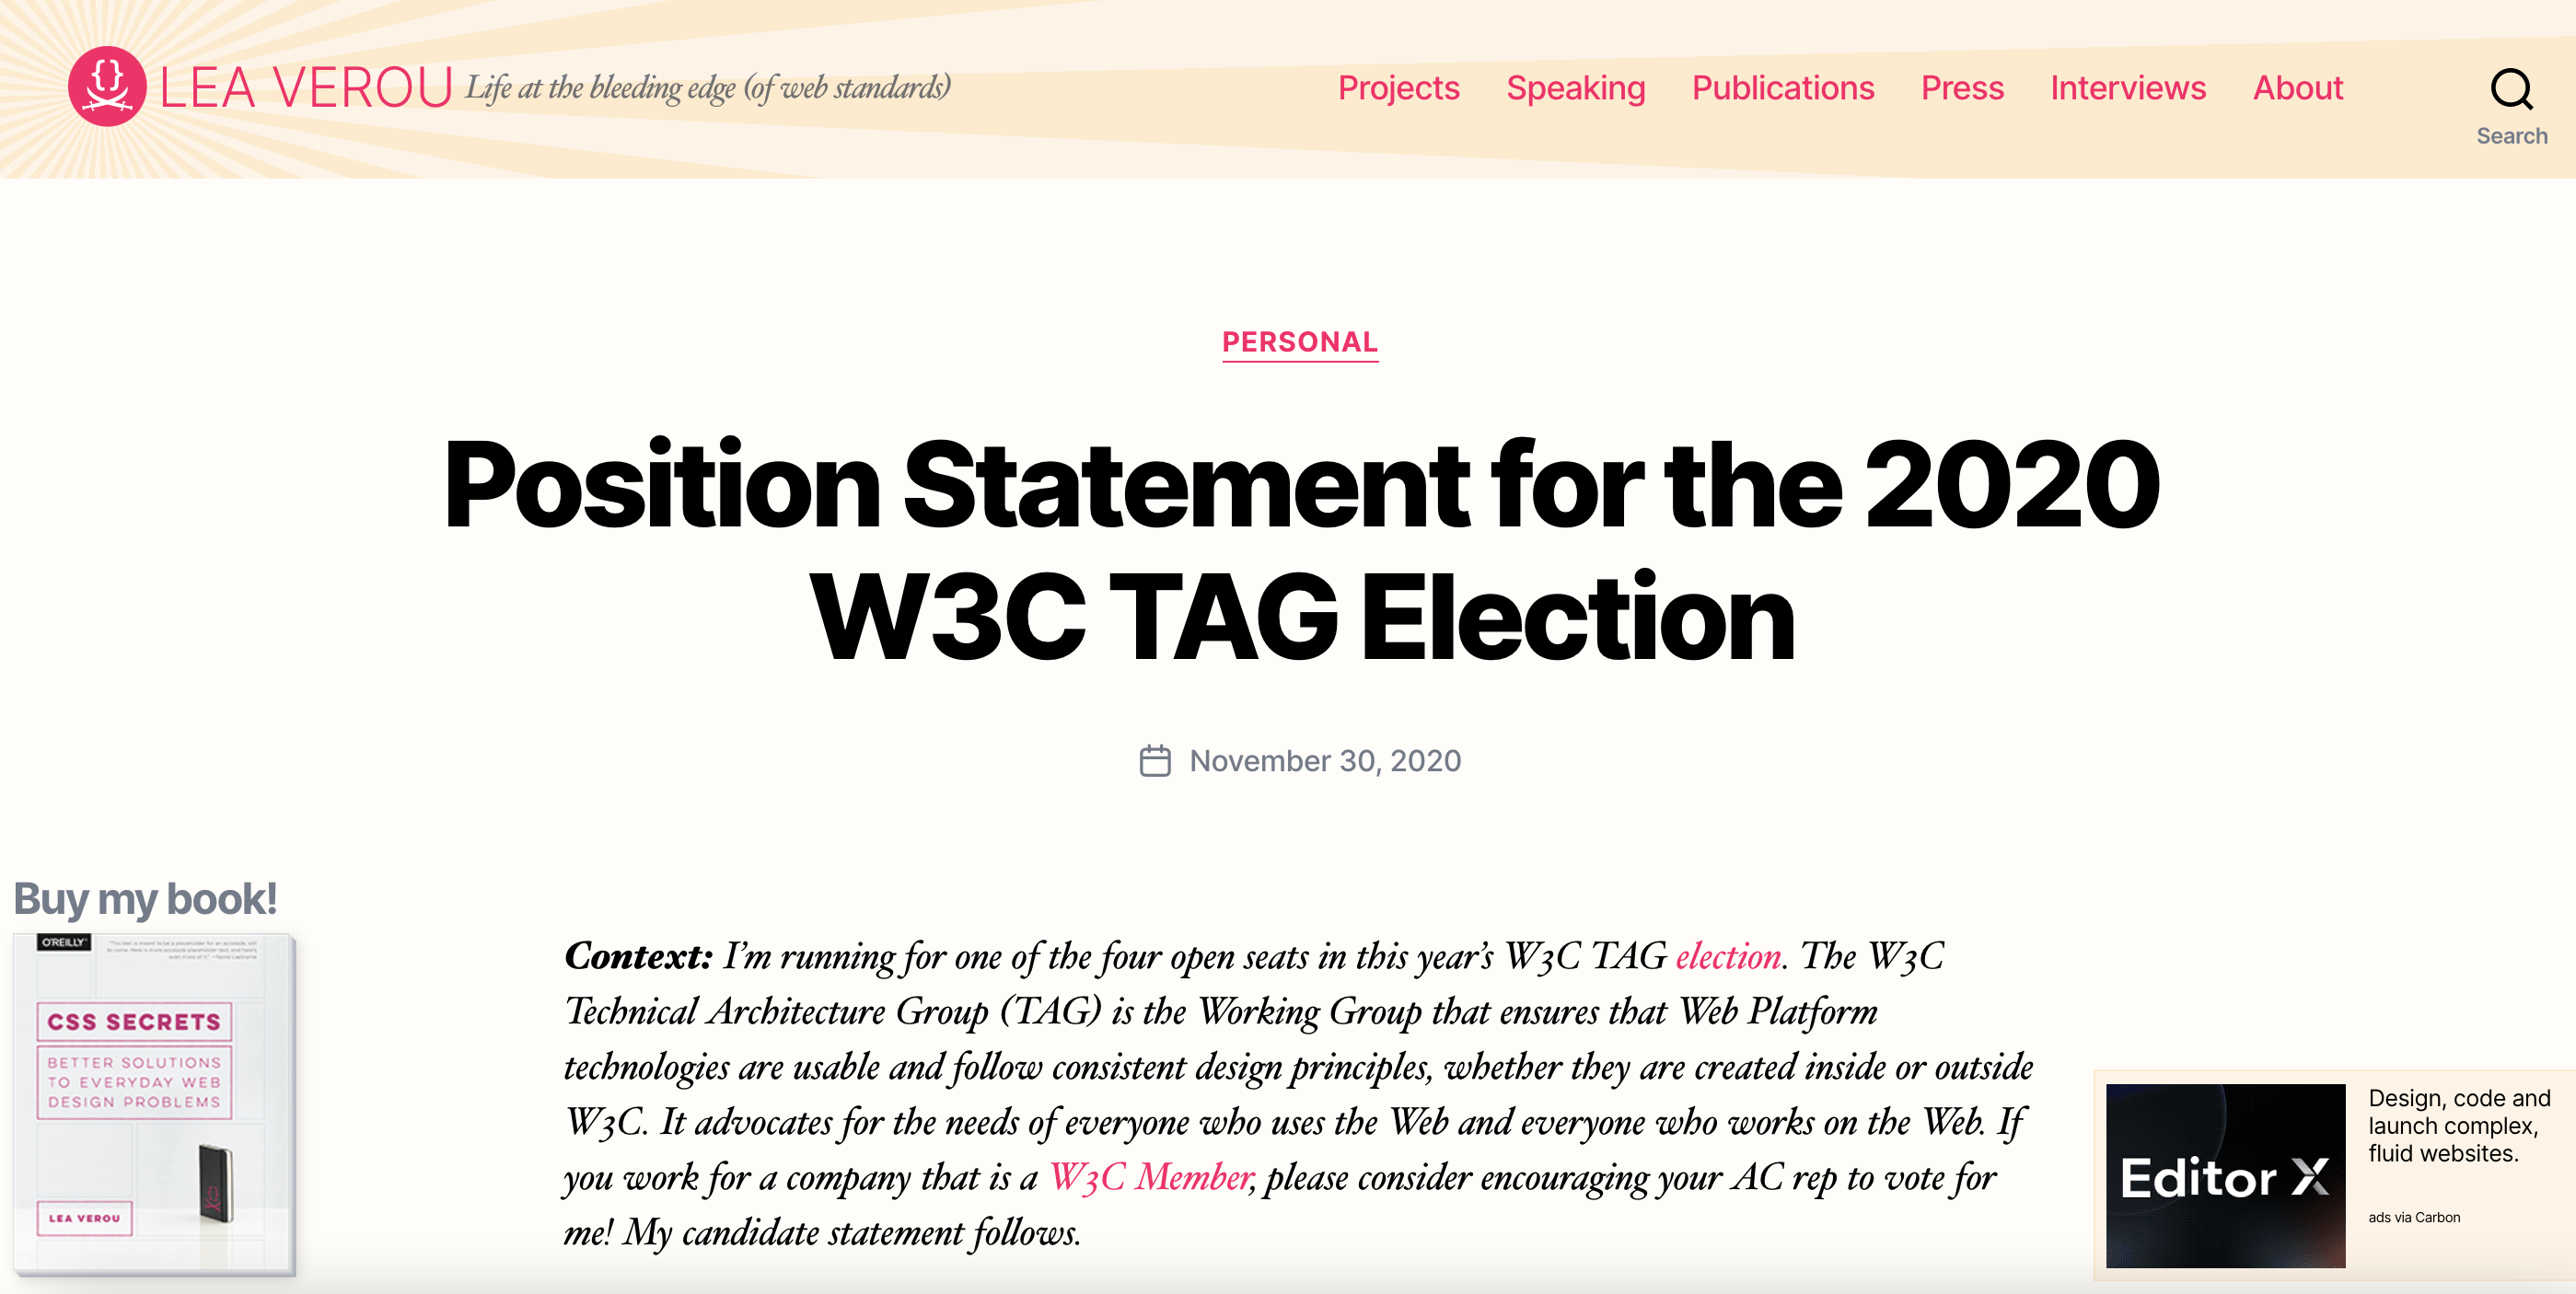 LEA VEROU Life at the bleeding edge (of web standards)
Projects Speaking Publications Press Interviews About
Search
PERSONAL
Position Statement for the 2020
W3C TAG Election
November 30, 2020
Buy my book!
O'REILLY
CSS SECRETS
BETTER SOLUTIONS
TO EVERYDAY WEB
DESIGN PROBLEMS
LEA VEROU
Context: I'm running for one of the four open seats in this year's W3C TAG election. The W3C
Technical Architecture Group (TAG) is the Working Group that ensures that Web Platform
technologies are usable and follow consistent design principles, whether they are created inside or outside
W3C. It advocates for the needs of everyone who uses the Web and everyone who works on the Web. If
you work for a company that is a W3C Member, please consider encouraging your AC rep to vote for
me! My candidate statement follows.
Editor X
Design, code and
launch complex,
fluid websites.
ads via Carbon